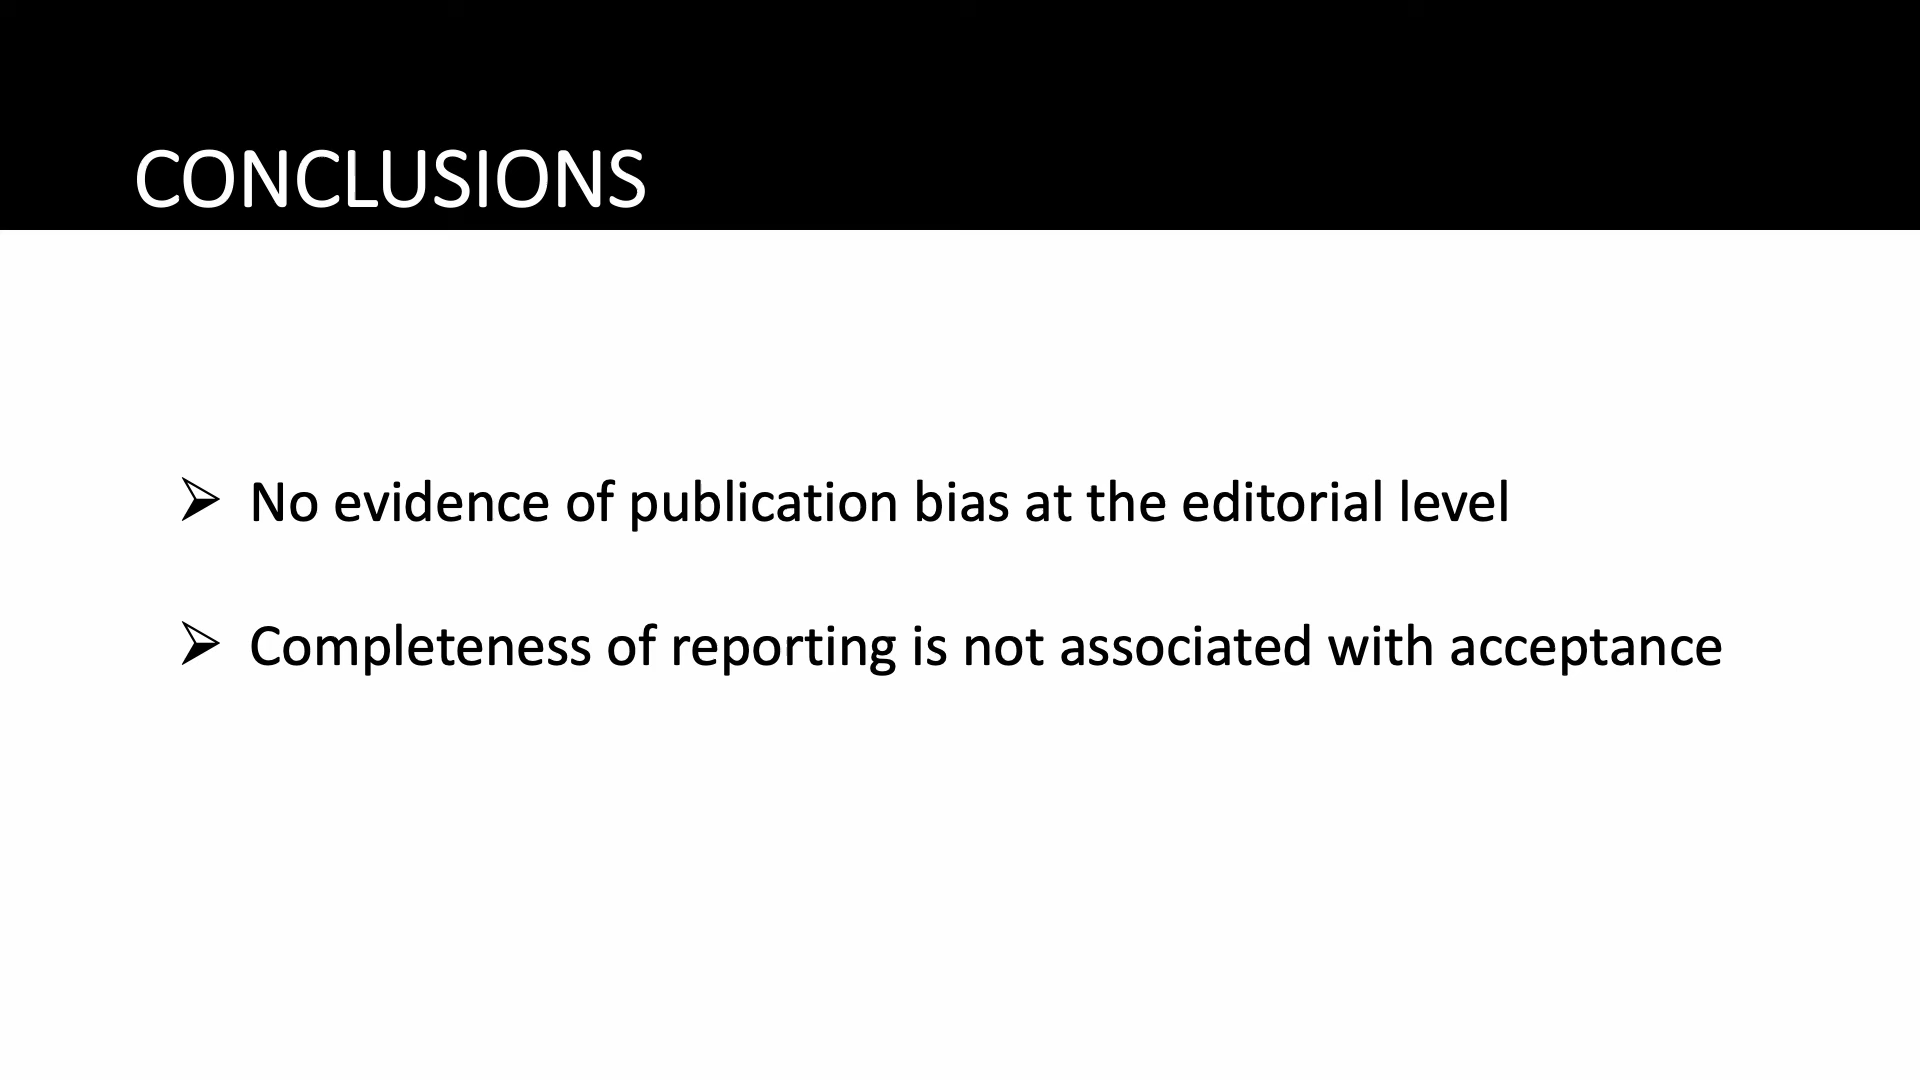 CONCLUSIONS
➢ No evidence of publication bias at the editorial level
➢ Completeness of reporting is not associated with acceptance